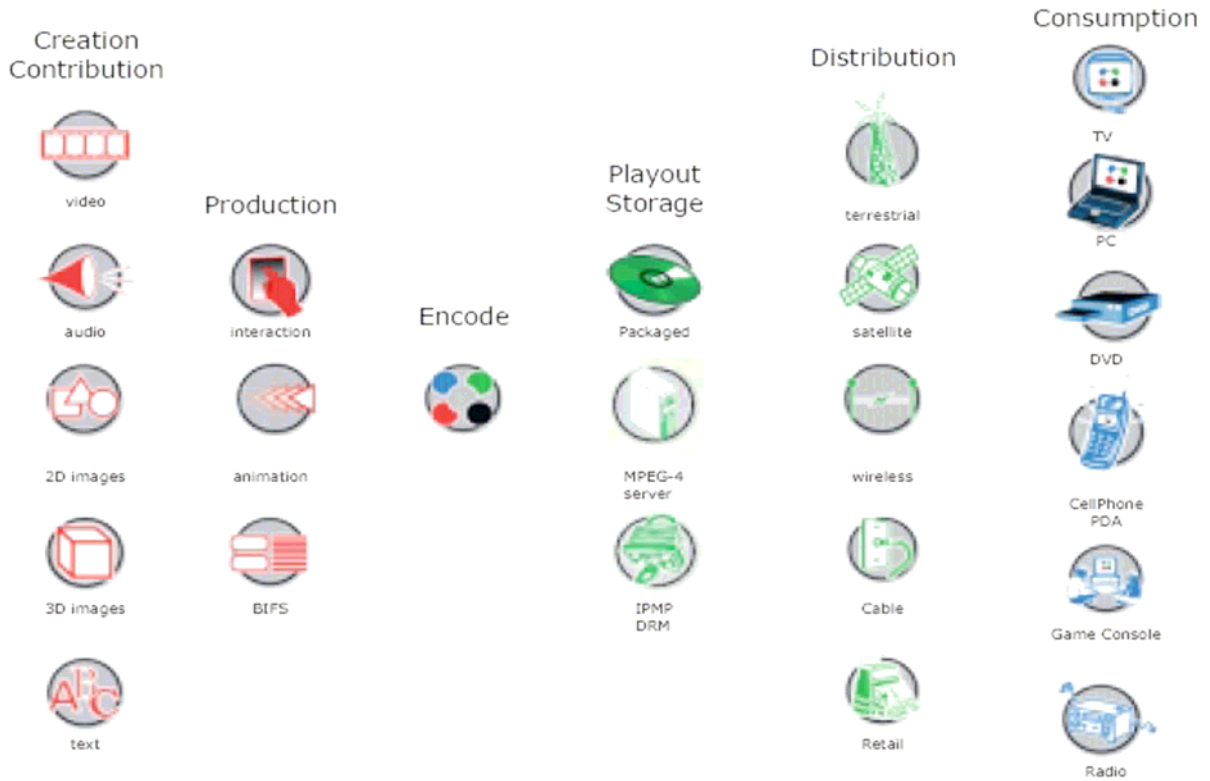 Creation
Contribution
video
audio
2D images
3D images
ABC
text
Production
interaction
animation
BIFS
Encode
Playout
Storage
Packaged
MPEG-4
server
IPMP
DRM
Distribution
terrestrial
satellite
wireless
Cable
Retail
Consumption
TV
PC
DVD
CellPhone
PDA
Game Console
Radio